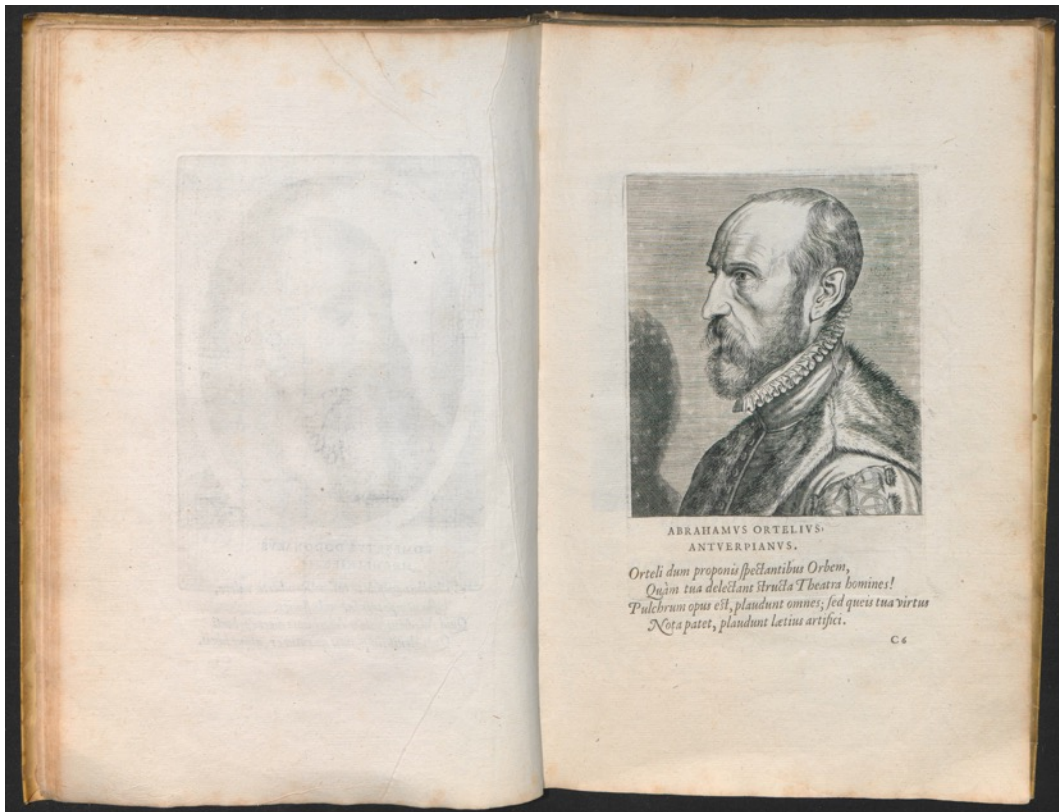 ABRAHAMVS ORTELIVS,
ANTVERPIANVS.
Orteli dum proponis ſpectantibus Orbem,
Quàm tua delectant ſtructa Theatra homines!
Pulchrum opus eſt, plaudunt omnes; ſed queis tua virtus
Nota patet, plaudunt lætius artifici.
C 6